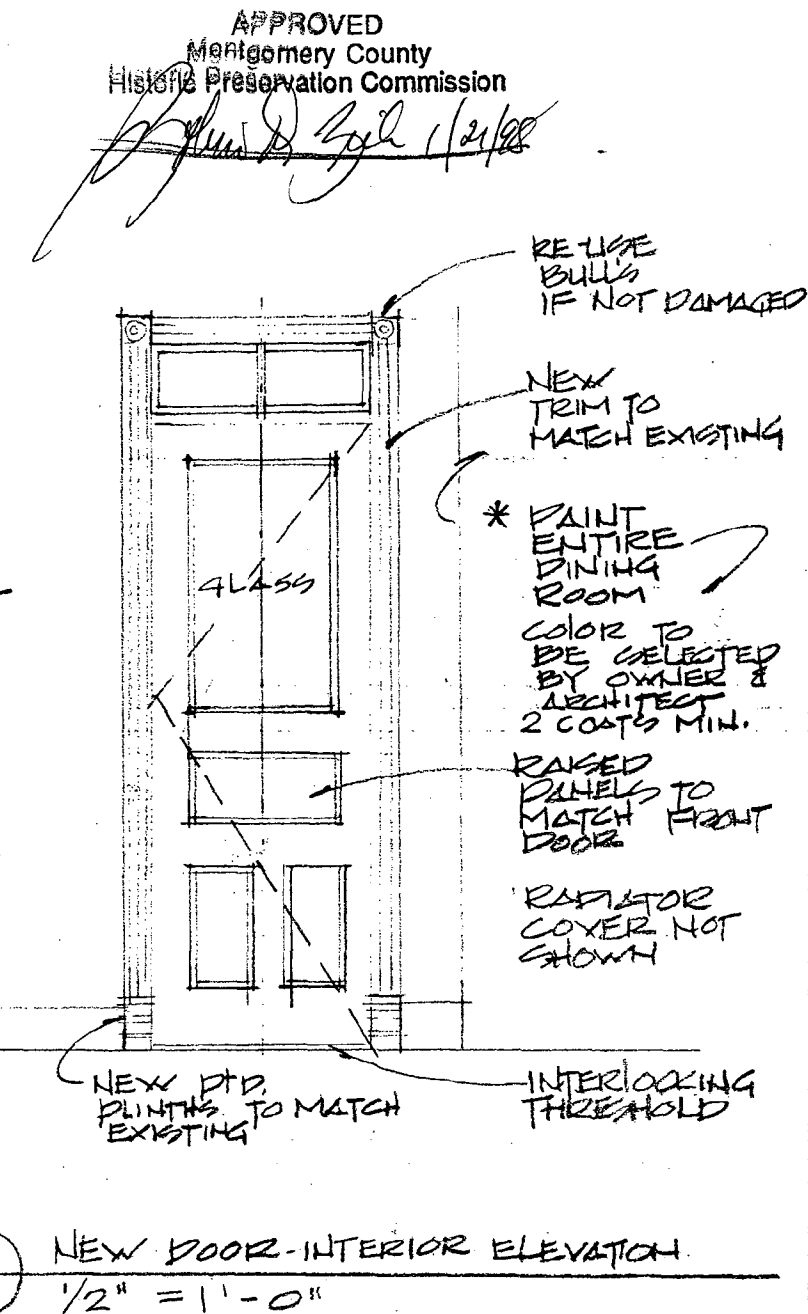 APPROVED
Montgomery County
Historic Preservation Commission
1/21/98
RE-USE
BULL'S
IF NOT DAMAGED
NEW
TRIM TO
MATCH EXISTING
* PAINT
ENTIRE
DINING
ROOM
COLOR TO
BE SELECTED
BY OWNER &
ARCHITECT
2 COATS MIN.
GLASS
RAISED
PANELS TO
MATCH FRONT
DOOR
RADIATOR
COVER NOT
SHOWN
NEW PTD.
PLINTHS TO MATCH
EXISTING
INTERLOCKING
THRESHOLD
NEW DOOR-INTERIOR ELEVATION
1/2" = 1'-0"